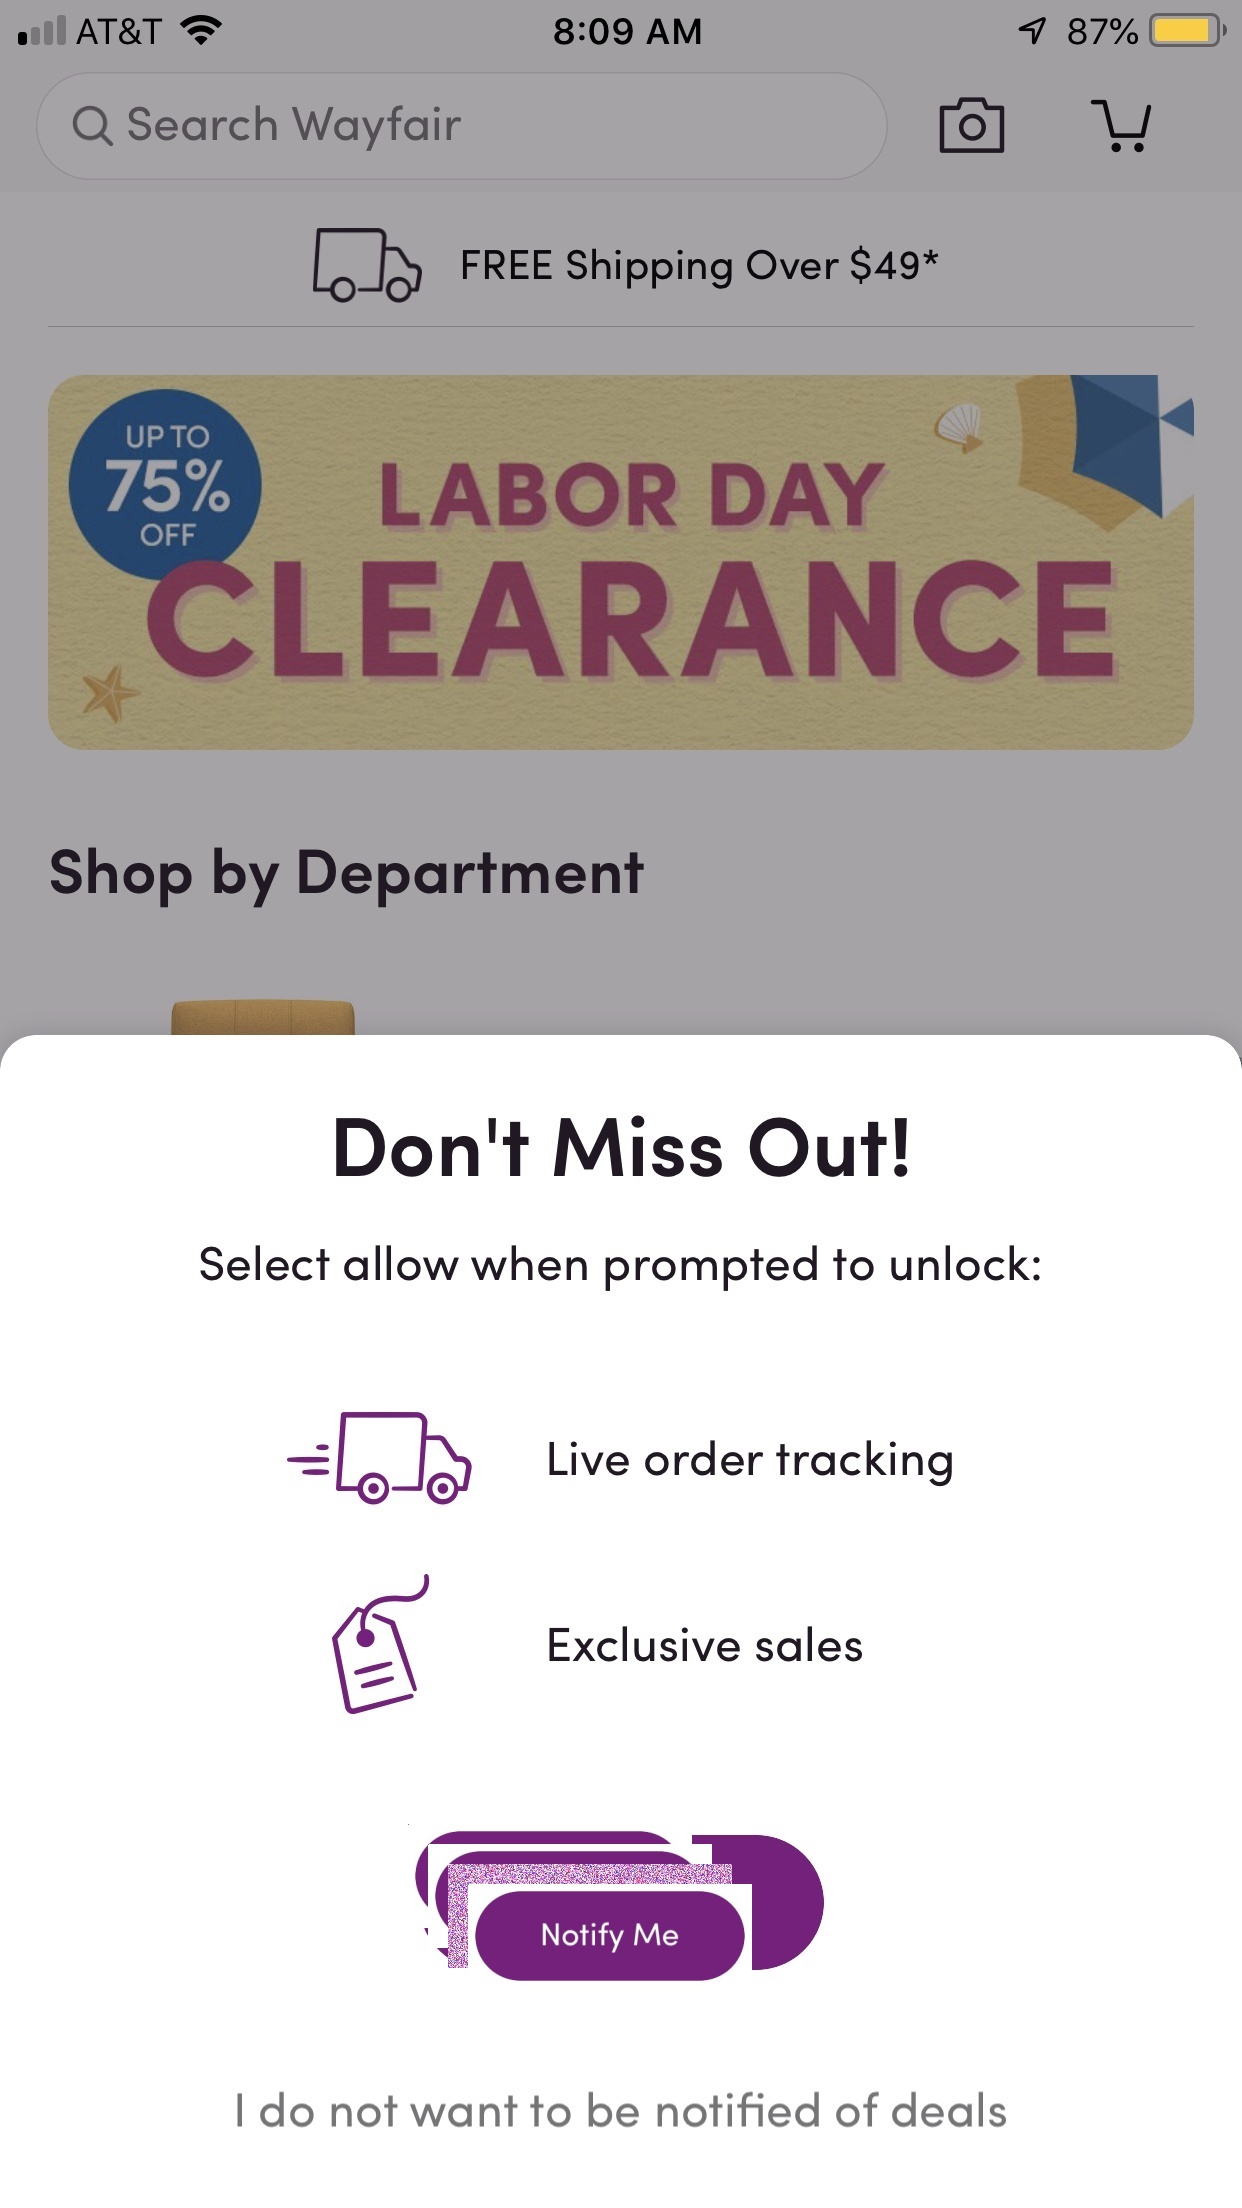 AT&T 8:09 AM 87%
Search Wayfair
FREE Shipping Over $49*
UP TO
75%
OFF
LABOR DAY
CLEARANCE
Shop by Department
Don't Miss Out!
Select allow when prompted to unlock:
Live order tracking
Exclusive sales
Notify Me
I do not want to be notified of deals